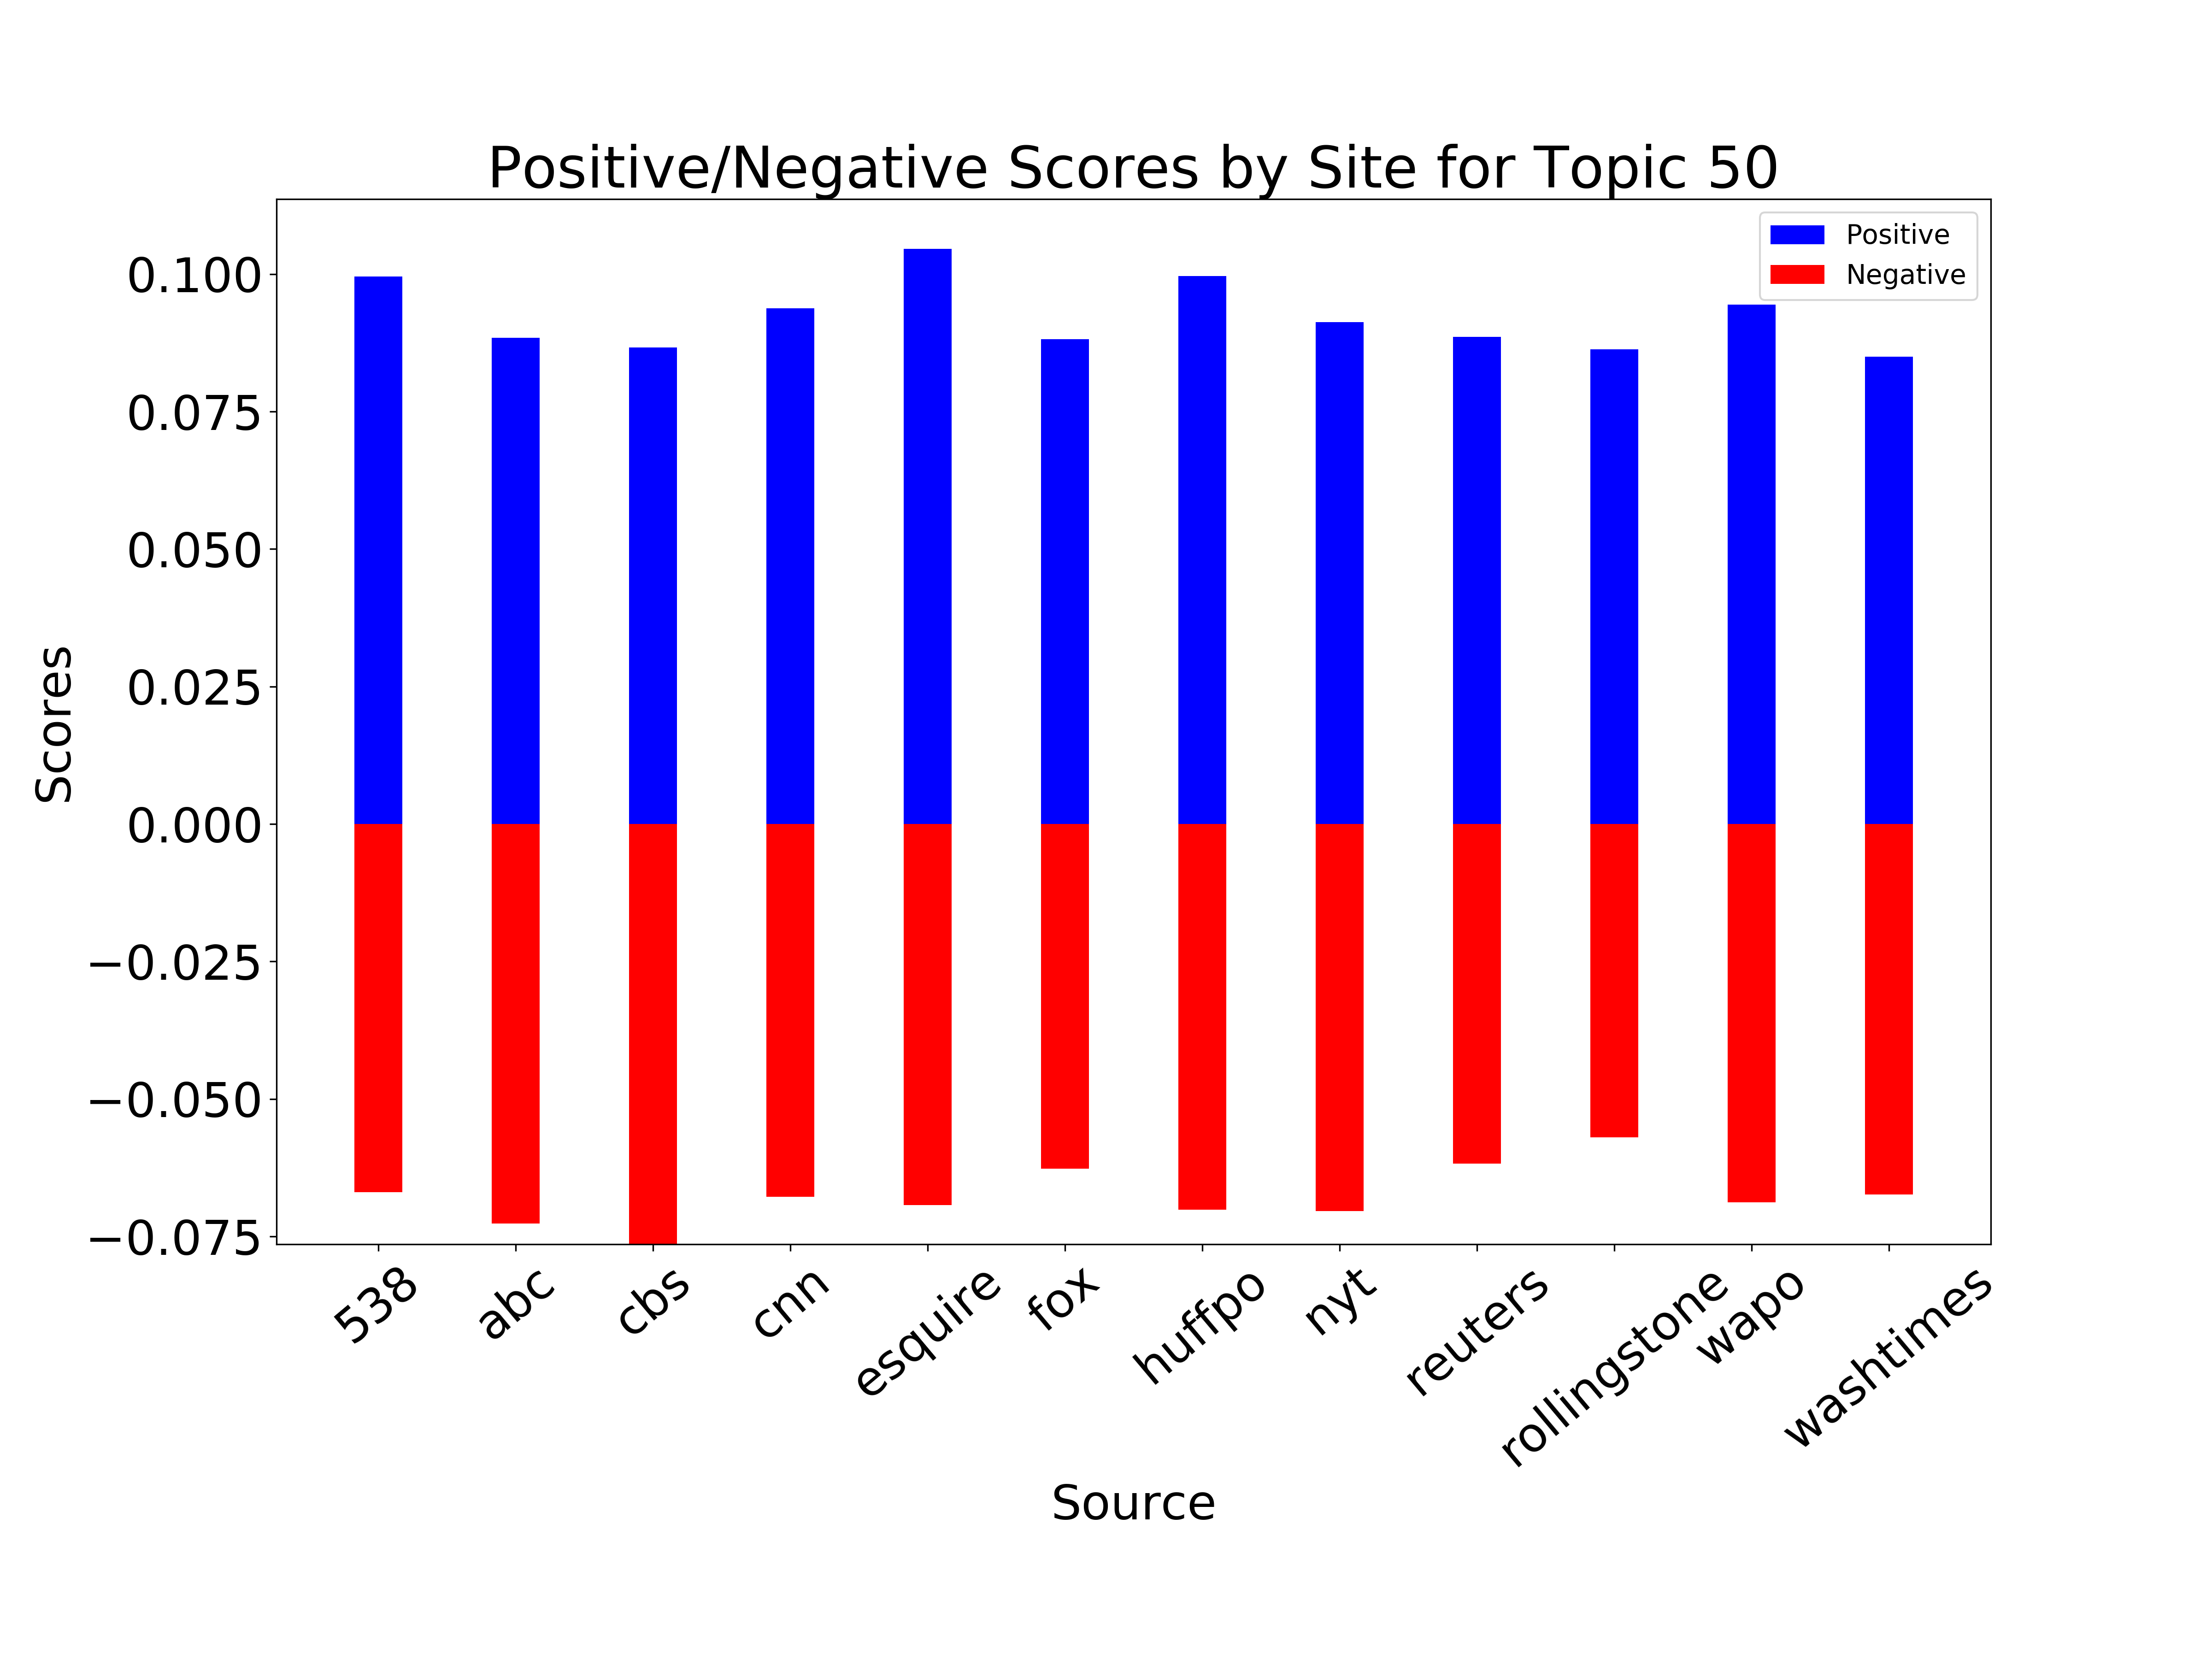 Positive/Negative Scores by Site for Topic 50
Positive
Negative
0.100
0.075
0.050
0.025
0.000
−0.025
−0.050
−0.075
Scores
538
abc
cbs
cnn
esquire
fox
huffpo
nyt
reuters
rollingstone
wapo
washtimes
Source